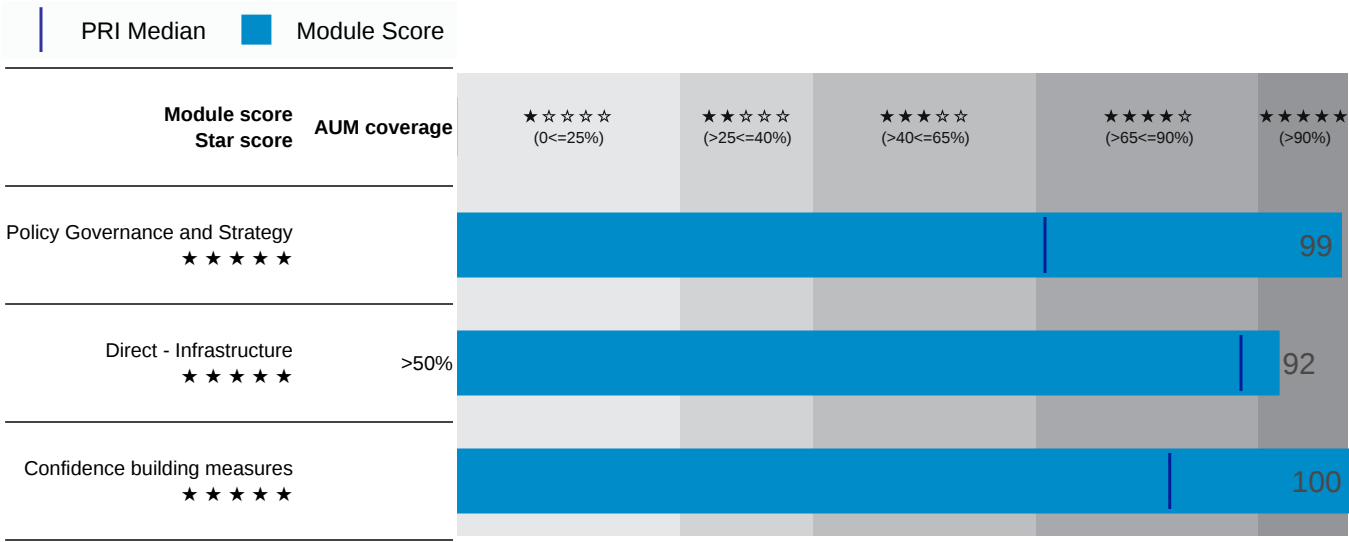 PRI Median Module Score
Module score
Star score
AUM coverage
★☆☆☆☆
(0<=25%)
★★☆☆☆
(>25<=40%)
★★★☆☆
(>40<=65%)
★★★★☆
(>65<=90%)
★★★★★
(>90%)
Policy Governance and Strategy
★★★★★
99
Direct - Infrastructure
★★★★★
>50%
92
Confidence building measures
★★★★★
100